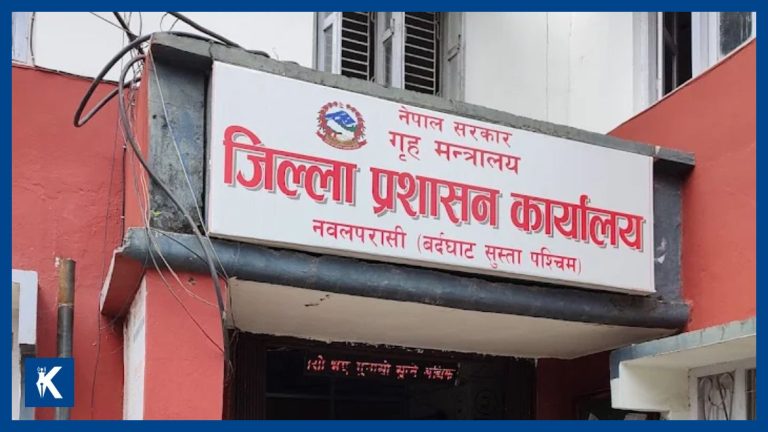 नेपाल सरकार
गृह मन्त्रालय
जिल्ला प्रशासन कार्यालय
नवलपरासी (बर्दघाट सुस्ता पश्चिम)
गुनासो सुन्ने
K